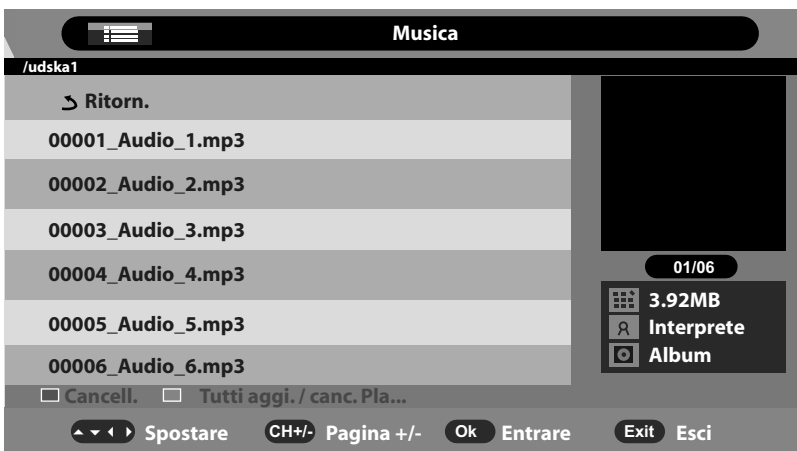 Musica
/udska1
Ritorn.
00001_Audio_1.mp3
00002_Audio_2.mp3
00003_Audio_3.mp3
00004_Audio_4.mp3
00005_Audio_5.mp3
00006_Audio_6.mp3
01/06
3.92MB
Interprete
Album
Cancell. Tutti aggi. / canc. Pla...
Spostare CH+/- Pagina +/- Ok Entrare Exit Esci